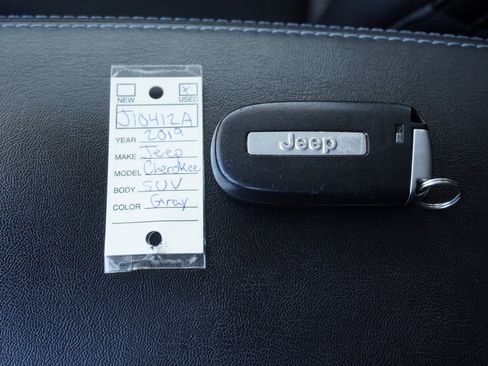 NEW X USED
J10412A
YEAR 2019
MAKE Jeep
MODEL Cherokee
BODY SUV
COLOR Gray
Jeep